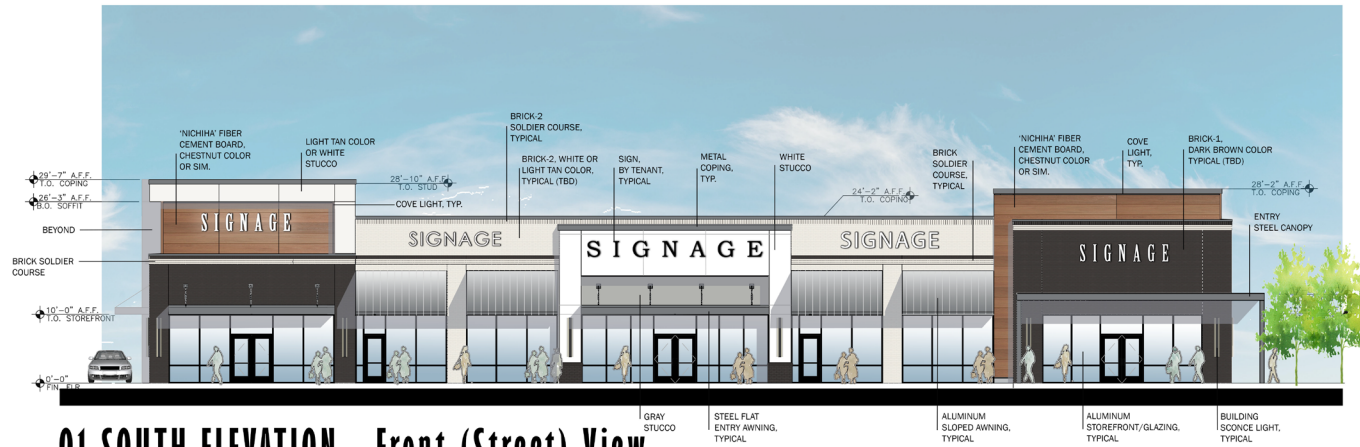 BRICK-2
SOLDIER COURSE,
TYPICAL
'NICHIHA' FIBER
CEMENT BOARD,
CHESTNUT COLOR
OR SIM.
LIGHT TAN COLOR
OR WHITE
STUCCO
BRICK-2, WHITE OR
LIGHT TAN COLOR,
TYPICAL (TBD)
SIGN,
BY TENANT,
TYPICAL
METAL
COPING,
TYP.
WHITE
STUCCO
BRICK
SOLDIER
COURSE,
TYPICAL
'NICHIHA' FIBER
CEMENT BOARD,
CHESTNUT COLOR
OR SIM.
COVE
LIGHT,
TYP.
BRICK-1,
DARK BROWN COLOR
TYPICAL (TBD)
29'-7" A.F.F.
T.O. COPING
28'-10" A.F.F.
T.O. STUD
24'-2" A.F.F.
T.O. COPING
28'-2" A.F.F.
T.O. COPING
26'-3" A.F.F.
B.O. SOFFIT
COVE LIGHT, TYP.
BEYOND
ENTRY
STEEL CANOPY
SIGNAGE
SIGNAGE
SIGNAGE
SIGNAGE
SIGNAGE
BRICK SOLDIER
COURSE
10'-0" A.F.F.
T.O. STOREFRONT
0'-0"
FIN. FLR.
GRAY
STUCCO
STEEL FLAT
ENTRY AWNING,
TYPICAL
ALUMINUM
SLOPED AWNING,
TYPICAL
ALUMINUM
STOREFRONT/GLAZING,
TYPICAL
BUILDING
SCONCE LIGHT,
TYPICAL
01 SOUTH ELEVATION - Front (Street) View